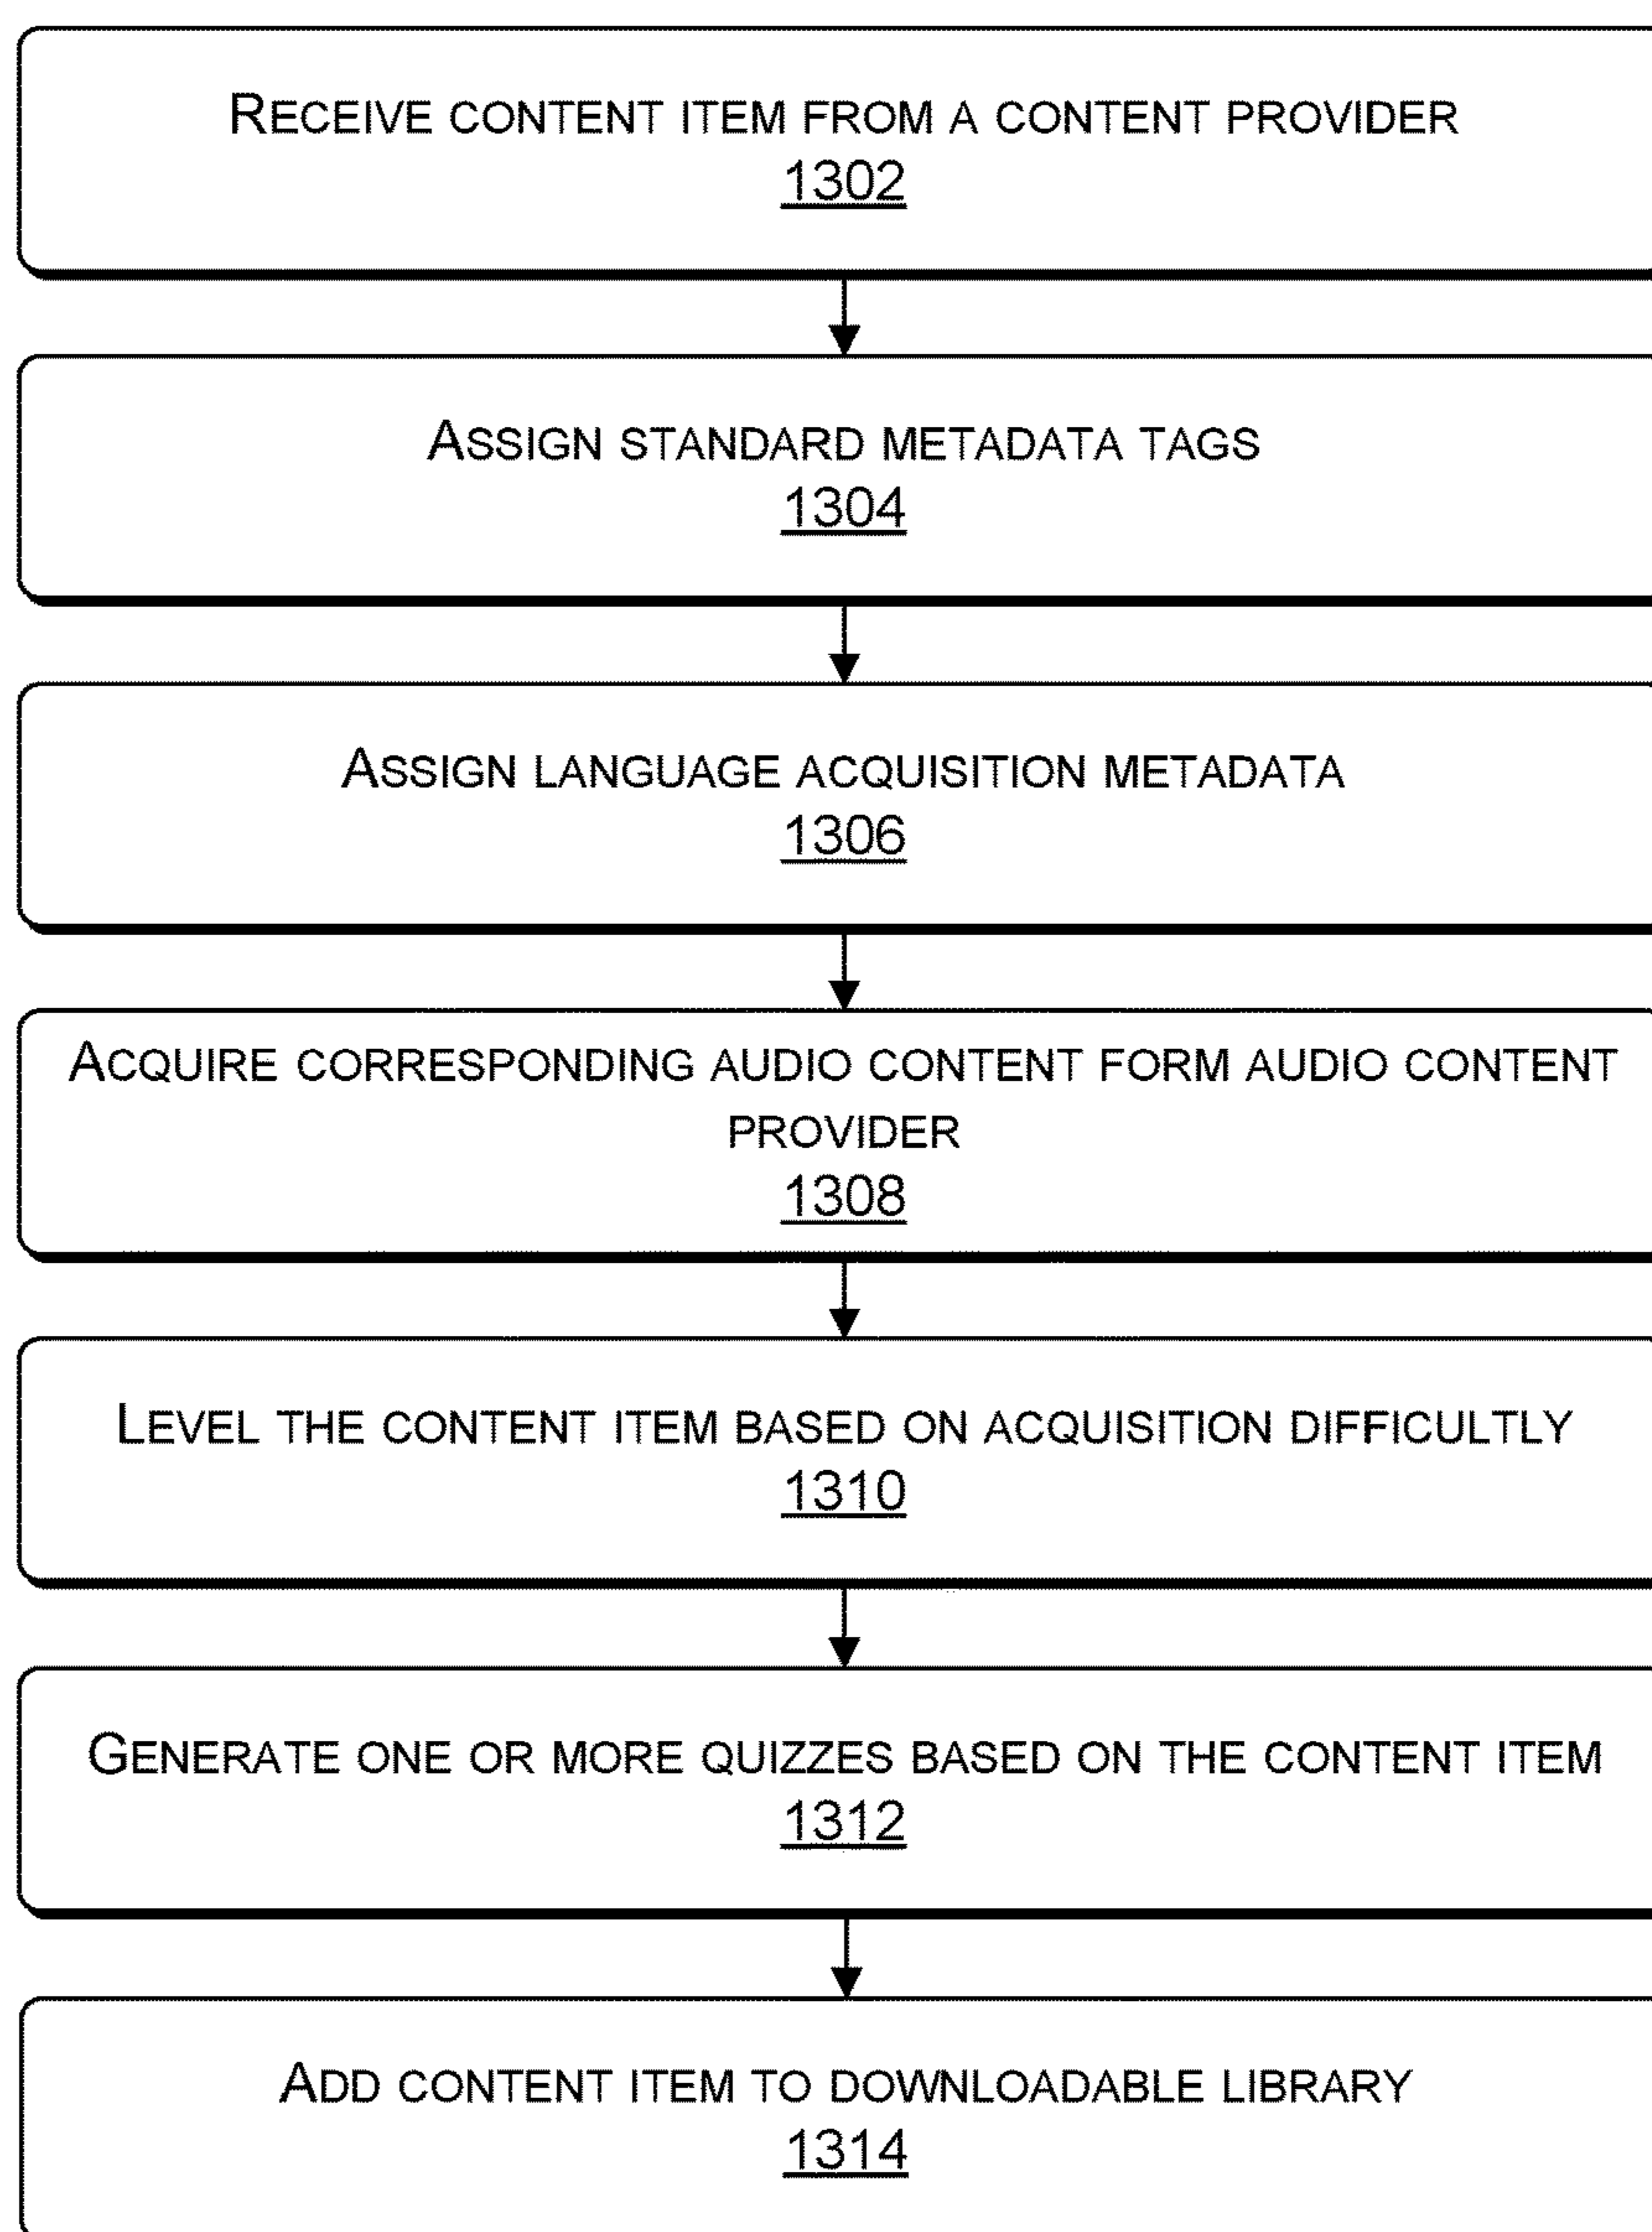 RECEIVE CONTENT ITEM FROM A CONTENT PROVIDER
1302
ASSIGN STANDARD METADATA TAGS
1304
ASSIGN LANGUAGE ACQUISITION METADATA
1306
ACQUIRE CORRESPONDING AUDIO CONTENT FORM AUDIO CONTENT
PROVIDER
1308
LEVEL THE CONTENT ITEM BASED ON ACQUISITION DIFFICULTLY
1310
GENERATE ONE OR MORE QUIZZES BASED ON THE CONTENT ITEM
1312
ADD CONTENT ITEM TO DOWNLOADABLE LIBRARY
1314